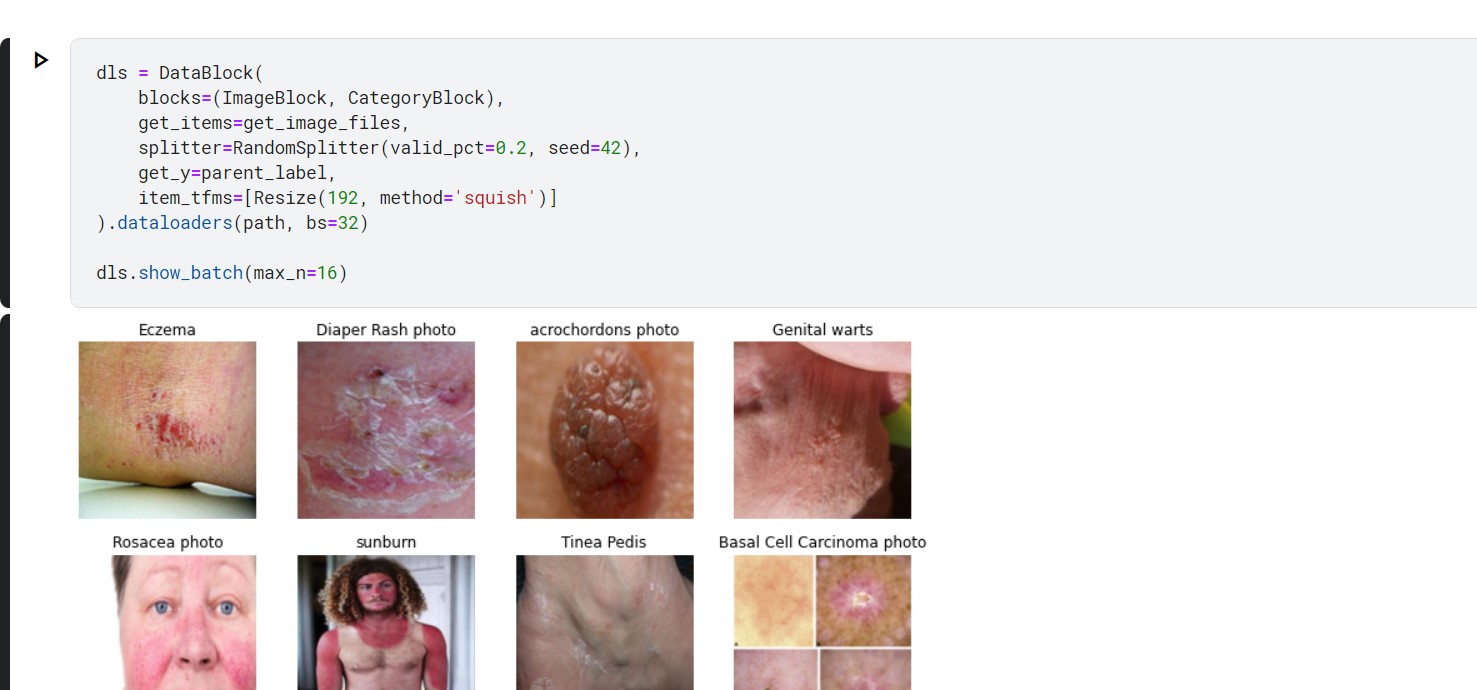 dls = DataBlock(
    blocks=(ImageBlock, CategoryBlock),
    get_items=get_image_files,
    splitter=RandomSplitter(valid_pct=0.2, seed=42),
    get_y=parent_label,
    item_tfms=[Resize(192, method='squish')]
).dataloaders(path, bs=32)

dls.show_batch(max_n=16)
Eczema
Diaper Rash photo
acrochordons photo
Genital warts
Rosacea photo
sunburn
Tinea Pedis
Basal Cell Carcinoma photo